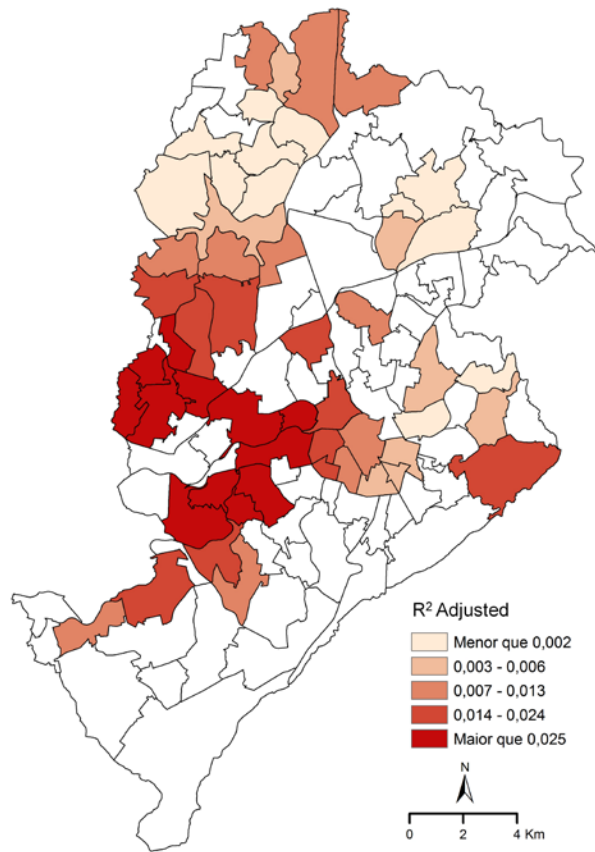 R² Adjusted
Menor que 0,002
0,003 - 0,006
0,007 - 0,013
0,014 - 0,024
Maior que 0,025
N
0 2 4 Km